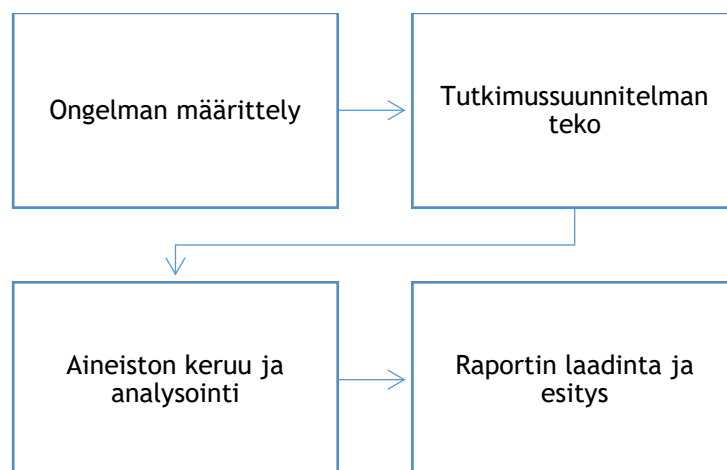 Ongelman määrittely
Tutkimussuunnitelman
teko
Aineiston keruu ja
analysointi
Raportin laadinta ja
esitys